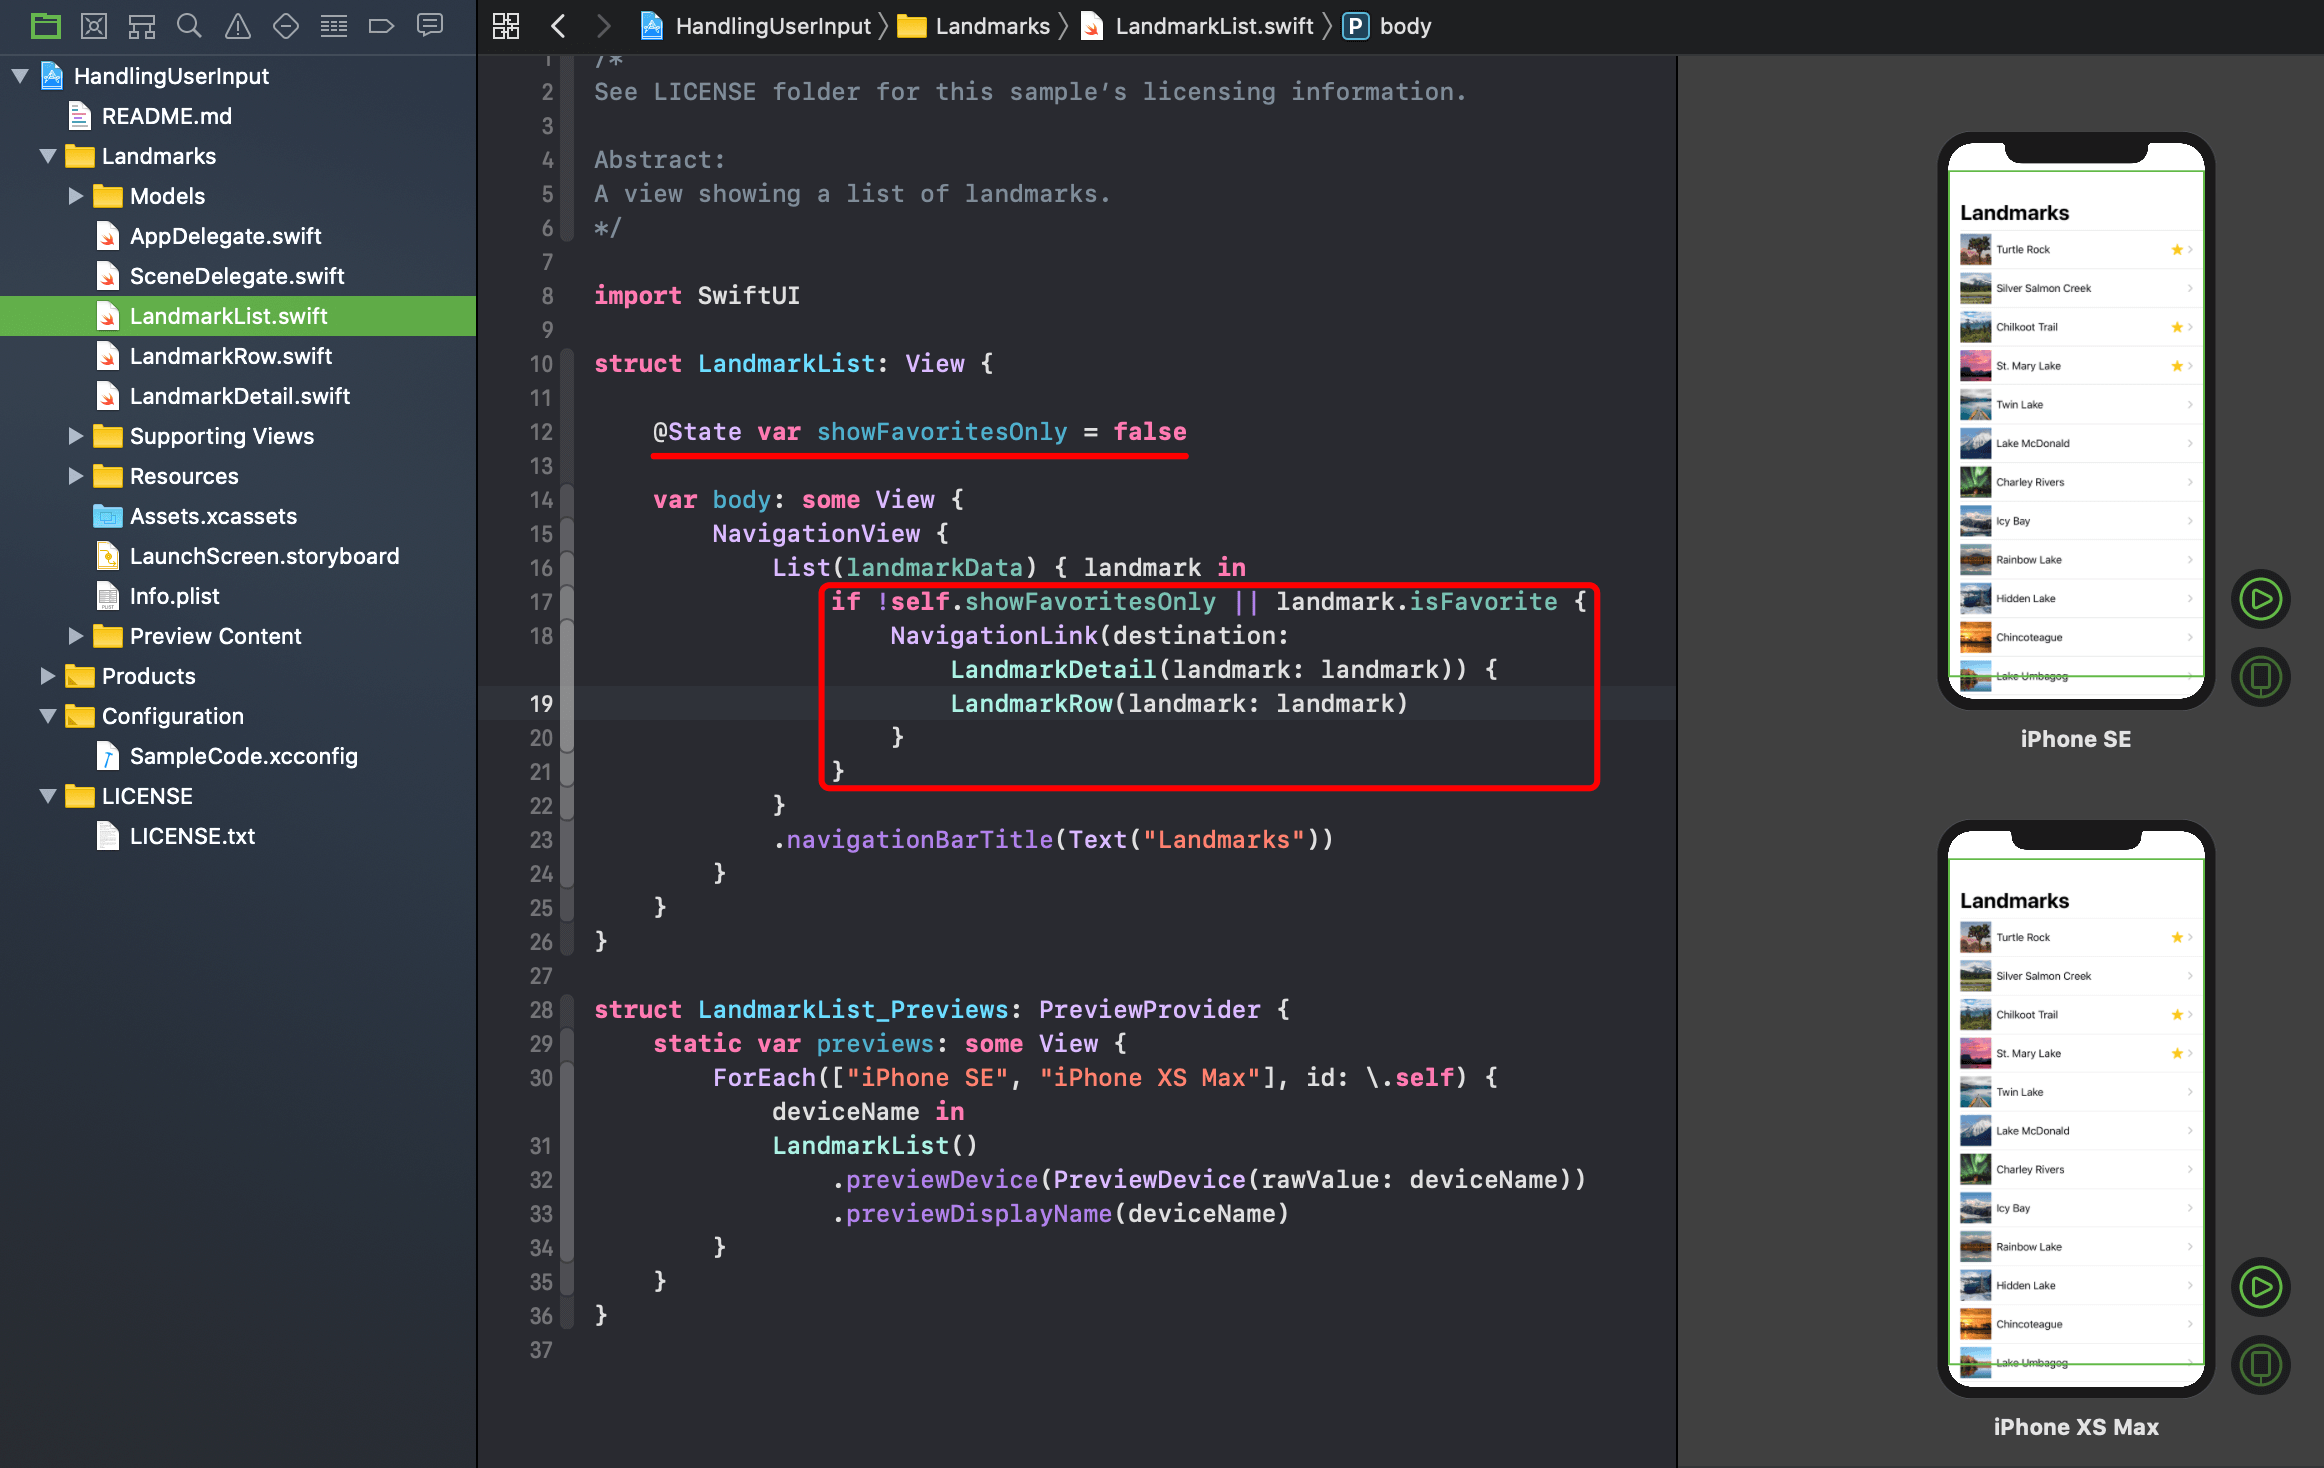 HandlingUserInput
README.md
Landmarks
Models
AppDelegate.swift
SceneDelegate.swift
LandmarkList.swift
LandmarkRow.swift
LandmarkDetail.swift
Supporting Views
Resources
Assets.xcassets
LaunchScreen.storyboard
Info.plist
Preview Content
Products
Configuration
SampleCode.xcconfig
LICENSE
LICENSE.txt
HandlingUserInput 〉 Landmarks 〉 LandmarkList.swift 〉 P body
1 /*
2 See LICENSE folder for this sample’s licensing information.
3
4 Abstract:
5 A view showing a list of landmarks.
6 */
7
8 import SwiftUI
9
10 struct LandmarkList: View {
11
12 @State var showFavoritesOnly = false
13
14 var body: some View {
15 NavigationView {
16 List(landmarkData) { landmark in
17 if !self.showFavoritesOnly || landmark.isFavorite {
18 NavigationLink(destination:
LandmarkDetail(landmark: landmark)) {
19 LandmarkRow(landmark: landmark)
20 }
21 }
22 }
23 .navigationBarTitle(Text("Landmarks"))
24 }
25 }
26 }
27
28 struct LandmarkList_Previews: PreviewProvider {
29 static var previews: some View {
30 ForEach(["iPhone SE", "iPhone XS Max"], id: \.self) {
deviceName in
31 LandmarkList()
32 .previewDevice(PreviewDevice(rawValue: deviceName))
33 .previewDisplayName(deviceName)
34 }
35 }
36 }
37
Landmarks
Turtle Rock
Silver Salmon Creek
Chilkoot Trail
St. Mary Lake
Twin Lake
Lake McDonald
Charley Rivers
Icy Bay
Rainbow Lake
Hidden Lake
Chincoteague
Lake Umbagog
iPhone SE
Landmarks
Turtle Rock
Silver Salmon Creek
Chilkoot Trail
St. Mary Lake
Twin Lake
Lake McDonald
Charley Rivers
Icy Bay
Rainbow Lake
Hidden Lake
Chincoteague
Lake Umbagog
iPhone XS Max